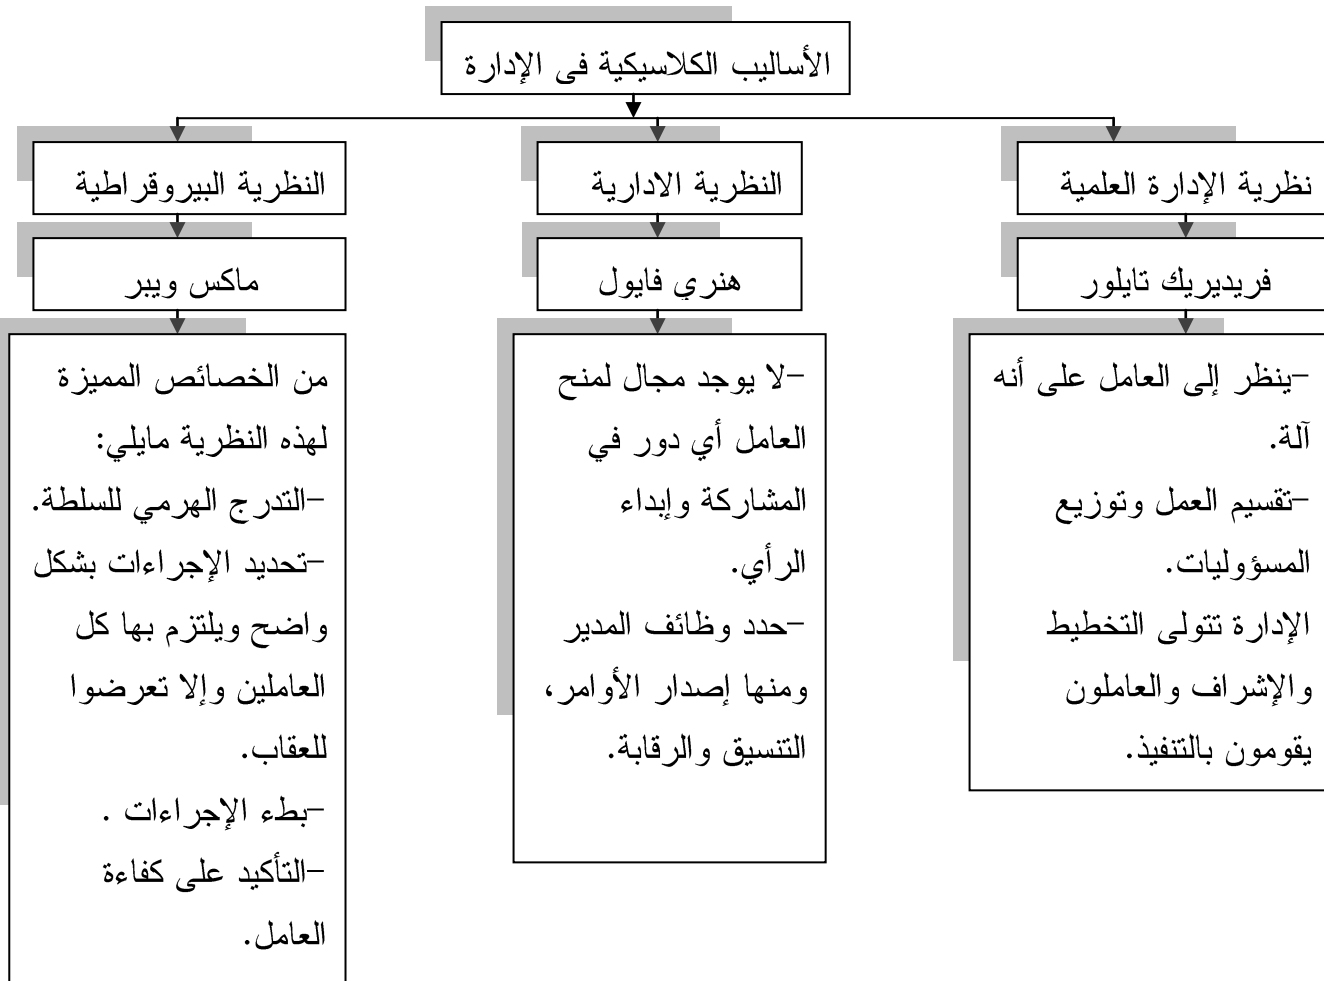 الأساليب الكلاسيكية فى الإدارة
نظرية الإدارة العلمية
فريديريك تايلور
-ينظر إلى العامل على أنه
آلة.
-تقسيم العمل وتوزيع
المسؤوليات.
الإدارة تتولى التخطيط
والإشراف والعاملون
يقومون بالتنفيذ.
النظرية الادارية
هنري فايول
-لا يوجد مجال لمنح
العامل أي دور في
المشاركة وإبداء
الرأي.
-حدد وظائف المدير
ومنها إصدار الأوامر،
التنسيق والرقابة.
النظرية البيروقراطية
ماكس ويبر
من الخصائص المميزة
لهذه النظرية مايلي:
-التدرج الهرمي للسلطة.
-تحديد الإجراءات بشكل
واضح ويلتزم بها كل
العاملين وإلا تعرضوا
للعقاب.
-بطء الإجراءات .
-التأكيد على كفاءة
العامل.